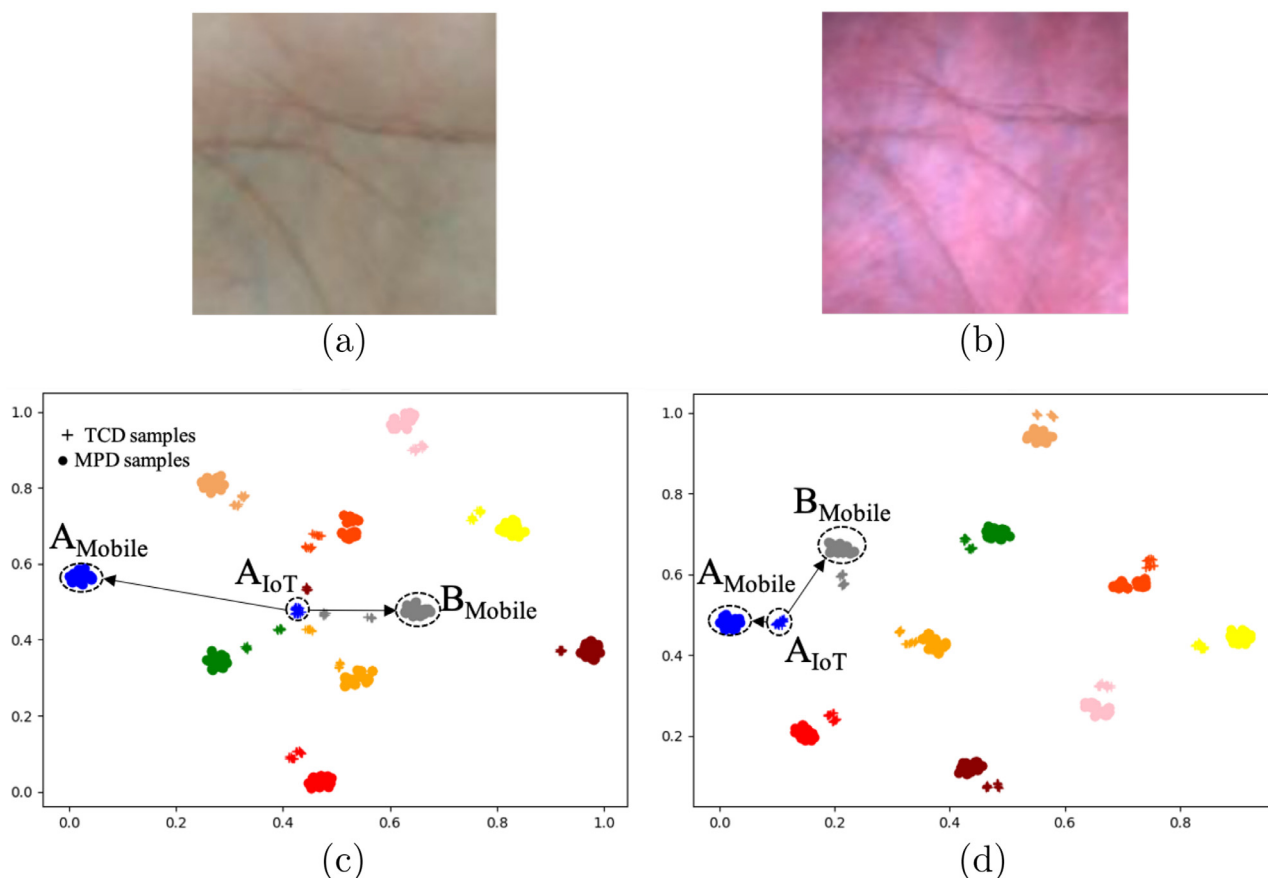 (a)
(b)
+ TCD samples
● MPD samples
A_Mobile
A_IoT
B_Mobile
1.0
0.8
0.6
0.4
0.2
0.0
0.0 0.2 0.4 0.6 0.8 1.0
(c)
B_Mobile
A_Mobile
A_IoT
1.0
0.8
0.6
0.4
0.2
0.0 0.2 0.4 0.6 0.8
(d)